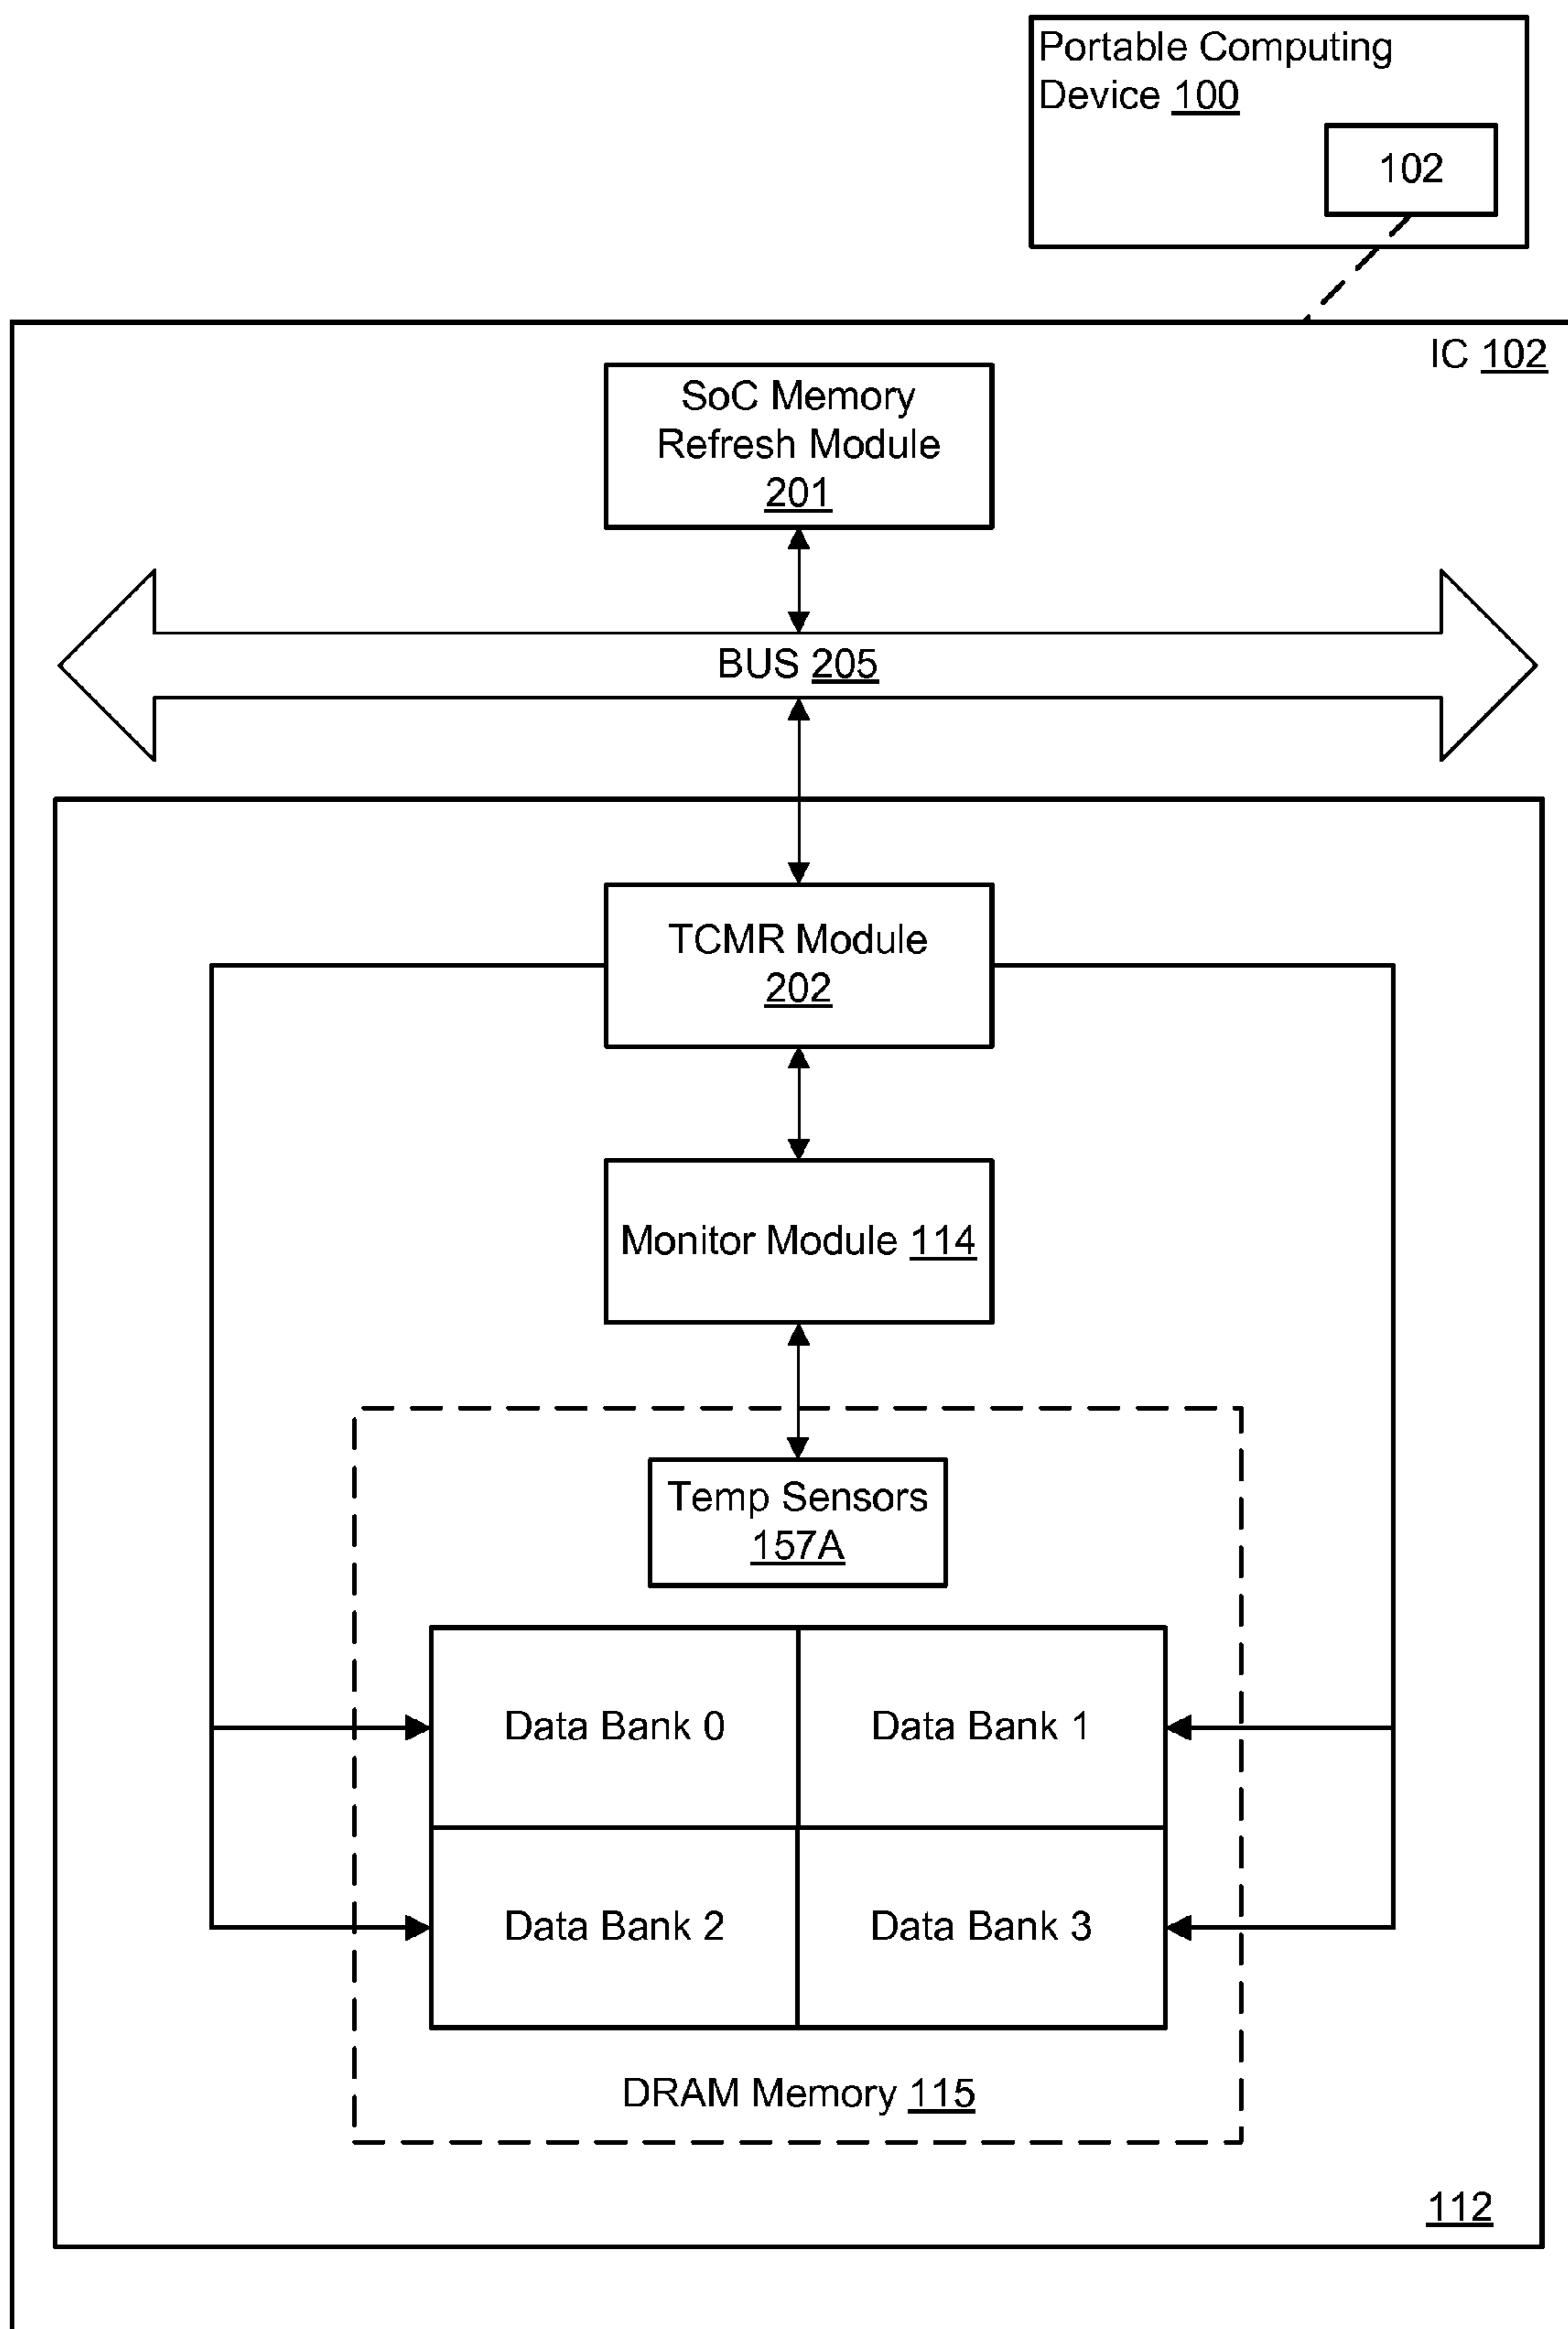 Portable Computing
Device 100
102
IC 102
SoC Memory
Refresh Module
201
BUS 205
TCMR Module
202
Monitor Module 114
Temp Sensors
157A
Data Bank 0
Data Bank 1
Data Bank 2
Data Bank 3
DRAM Memory 115
112